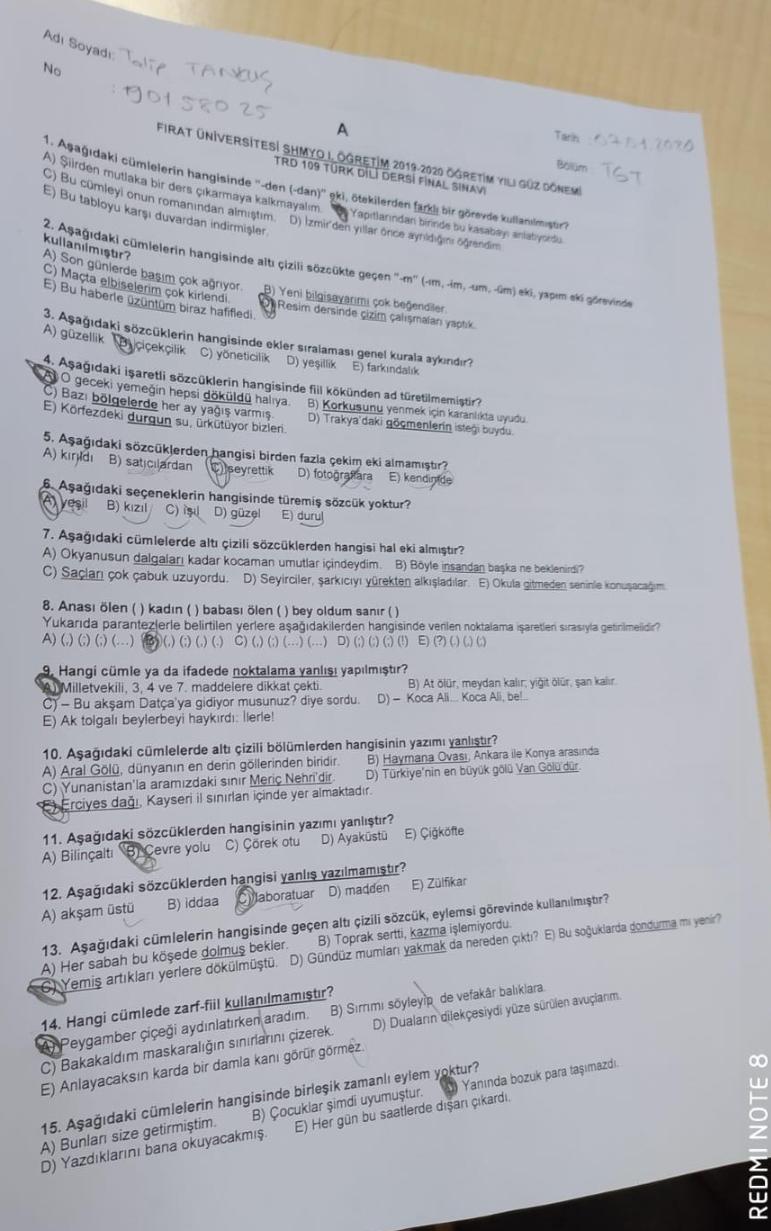 Adı Soyadı: Talip TANKUŞ
No : 190158025
A
Tarih : 07.01.2020
Bölüm : TGT
FIRAT ÜNİVERSİTESİ SHMYO I. ÖĞRETİM 2019-2020 ÖĞRETİM YILI GÜZ DÖNEMİ
TRD 109 TÜRK DİLİ DERSİ FİNAL SINAVI
1. Aşağıdaki cümlelerin hangisinde "-den (-dan)" eki, ötekilerden farklı bir görevde kullanılmıştır?
A) Şiirden mutlaka bir ders çıkarmaya kalkmayalım. Yapıtlarından birinde bu kasabayı anlatıyordu.
C) Bu cümleyi onun romanından almıştım. D) İzmir'den yıllar önce ayrıldığını öğrendim
E) Bu tabloyu karşı duvardan indirmişler.
2. Aşağıdaki cümlelerin hangisinde altı çizili sözcükte geçen "-m" (-ım, -im, -um, -üm) eki, yapım eki görevinde
kullanılmıştır?
A) Son günlerde başım çok ağrıyor. B) Yeni bilgisayarımı çok beğendiler.
C) Maçta elbiselerim çok kirlendi. D) Resim dersinde çizim çalışmaları yaptık.
E) Bu haberle üzüntüm biraz hafifledi.
3. Aşağıdaki sözcüklerin hangisinde ekler sıralaması genel kurala aykırıdır?
A) güzellik B) çiçekçilik C) yöneticilik D) yeşillik E) farkındalık
4. Aşağıdaki işaretli sözcüklerin hangisinde fiil kökünden ad türetilmemiştir?
A) O geceki yemeğin hepsi döküldü halıya. B) Korkusunu yenmek için karanlıkta uyudu.
C) Bazı bölgelerde her ay yağış varmış. D) Trakya'daki göçmenlerin isteği buydu.
E) Körfezdeki durgun su, ürkütüyor bizleri.
5. Aşağıdaki sözcüklerden hangisi birden fazla çekim eki almamıştır?
A) kırıldı B) satıcılardan C) seyrettik D) fotoğraflara E) kendinide
6. Aşağıdaki seçeneklerin hangisinde türemiş sözcük yoktur?
A) yeşil B) kızıl C) ışıl D) güzel E) durul
7. Aşağıdaki cümlelerde altı çizili sözcüklerden hangisi hal eki almıştır?
A) Okyanusun dalgaları kadar kocaman umutlar içindeydim. B) Böyle insandan başka ne beklenirdi?
C) Saçları çok çabuk uzuyordu. D) Seyirciler, şarkıcıyı yürekten alkışladılar. E) Okula gitmeden seninle konuşacağım.
8. Anası ölen ( ) kadın ( ) babası ölen ( ) bey oldum sanır ( )
Yukarıda parantezlerle belirtilen yerlere aşağıdakilerden hangisinde verilen noktalama işaretleri sırasıyla getirilmelidir?
A) (,) (;) (;) (…) B) (,) (;) (,) (.) C) (,) (;) (…) (…) D) (;) (;) (;) (!) E) (?) (,) (,) (;)
9. Hangi cümle ya da ifadede noktalama yanlışı yapılmıştır?
A) Milletvekili, 3, 4 ve 7. maddelere dikkat çekti. B) At ölür, meydan kalır; yiğit ölür, şan kalır.
C) – Bu akşam Datça'ya gidiyor musunuz? diye sordu. D) – Koca Ali... Koca Ali, be!...
E) Ak tolgalı beylerbeyi haykırdı: İlerle!
10. Aşağıdaki cümlelerde altı çizili bölümlerden hangisinin yazımı yanlıştır?
A) Aral Gölü, dünyanın en derin göllerinden biridir. B) Haymana Ovası, Ankara ile Konya arasında
C) Yunanistan'la aramızdaki sınır Meriç Nehri'dir. D) Türkiye'nin en büyük gölü Van Gölü'dür.
E) Erciyes dağı, Kayseri il sınırları içinde yer almaktadır.
11. Aşağıdaki sözcüklerden hangisinin yazımı yanlıştır?
A) Bilinçaltı B) Çevre yolu C) Çörek otu D) Ayaküstü E) Çiğköfte
12. Aşağıdaki sözcüklerden hangisi yanlış yazılmamıştır?
A) akşam üstü B) iddaa C) laboratuar D) madden E) Zülfikar
13. Aşağıdaki cümlelerin hangisinde geçen altı çizili sözcük, eylemsi görevinde kullanılmıştır?
A) Her sabah bu köşede dolmuş bekler. B) Toprak sertti, kazma işlemiyordu.
C) Yemiş artıkları yerlere dökülmüştü. D) Gündüz mumları yakmak da nereden çıktı? E) Bu soğuklarda dondurma mı yenir?
14. Hangi cümlede zarf-fiil kullanılmamıştır?
A) Peygamber çiçeği aydınlatırken aradım. B) Sırrımı söyleyip de vefakâr balıklara.
C) Bakakaldım maskaralığın sınırlarını çizerek. D) Duaların dilekçesiydi yüze sürülen avuçlarım.
E) Anlayacaksın karda bir damla kanı görür görmez.
15. Aşağıdaki cümlelerin hangisinde birleşik zamanlı eylem yoktur?
A) Bunları size getirmiştim. B) Çocuklar şimdi uyumuştur. Yanında bozuk para taşımazdı.
D) Yazdıklarını bana okuyacakmış. E) Her gün bu saatlerde dışarı çıkardı.
REDMI NOTE 8